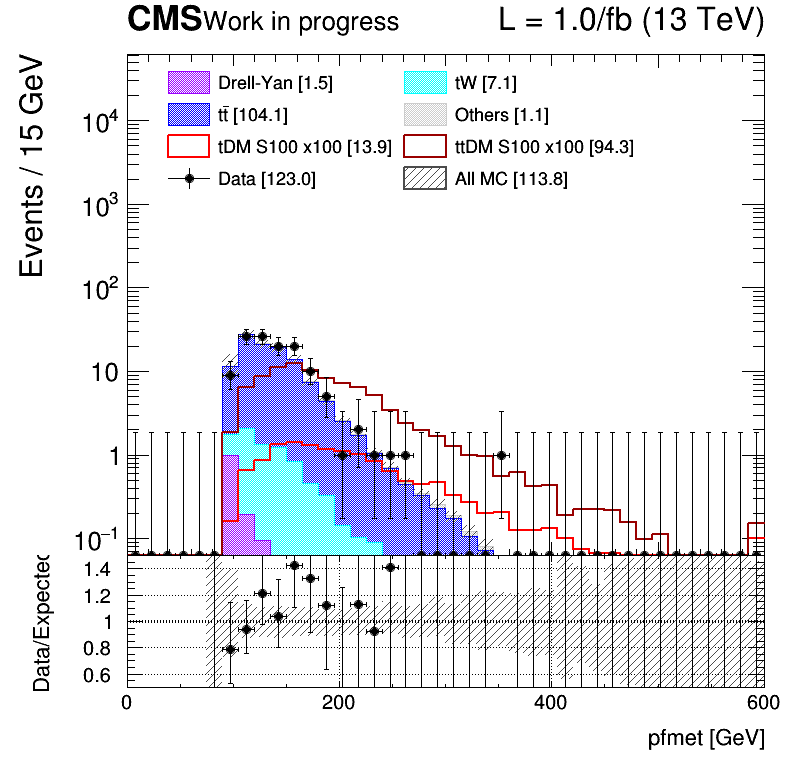 CMS Work in progress L = 1.0/fb (13 TeV)
Events / 15 GeV
Drell-Yan [1.5] tW [7.1]
tt̄ [104.1] Others [1.1]
tDM S100 x100 [13.9] ttDM S100 x100 [94.3]
Data [123.0] All MC [113.8]
10⁴
10³
10²
10
1
10⁻¹
Data/Expected
1.4
1.2
1
0.8
0.6
0 200 400 600
pfmet [GeV]